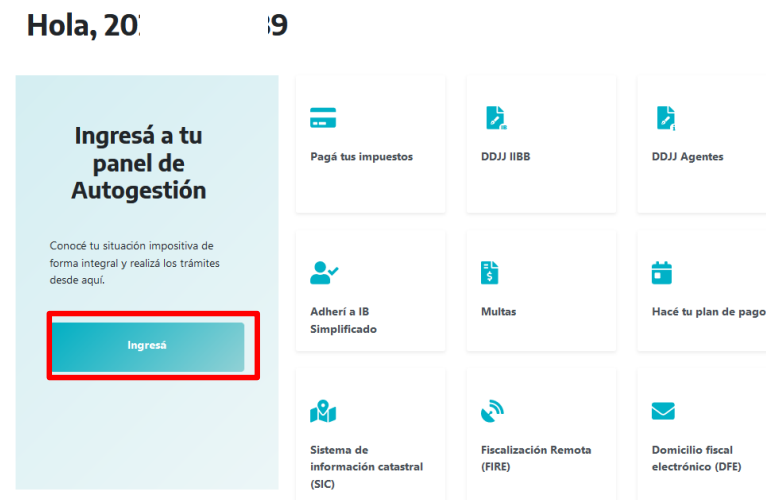 Hola, 20 39
Ingresá a tu
panel de
Autogestión
Conocé tu situación impositiva de
forma integral y realizá los trámites
desde aquí.
Ingresá
Pagá tus impuestos
DDJJ IIBB
DDJJ Agentes
Adherí a IB
Simplificado
Multas
Hacé tu plan de pago
Sistema de
información catastral
(SIC)
Fiscalización Remota
(FIRE)
Domicilio fiscal
electrónico (DFE)